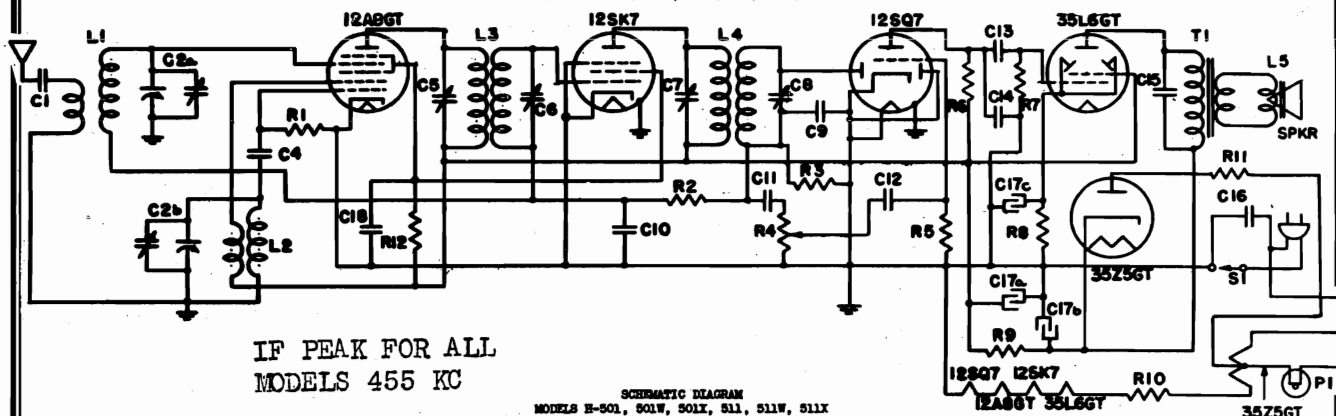 12A8GT 12SK7 12SQ7 35L6GT
L1 C2a L3 L4 C13 T1 L5
C1 C5 C6 C7 C8 R6 C14 R7 C15
R1 C9 SPKR
C4 R2 C11 R3 C12 R11
C2b C18 R12 C10 R4 R5 C17c R8 C16
L2 35Z5GT S1
C17a C17b
R9
IF PEAK FOR ALL
MODELS 455 KC
12SQ7 12SK7 R10 P1
12A8GT 35L6GT 35Z5GT
SCHEMATIC DIAGRAM
MODELS H-501, 501W, 501X, 511, 511W, 511X